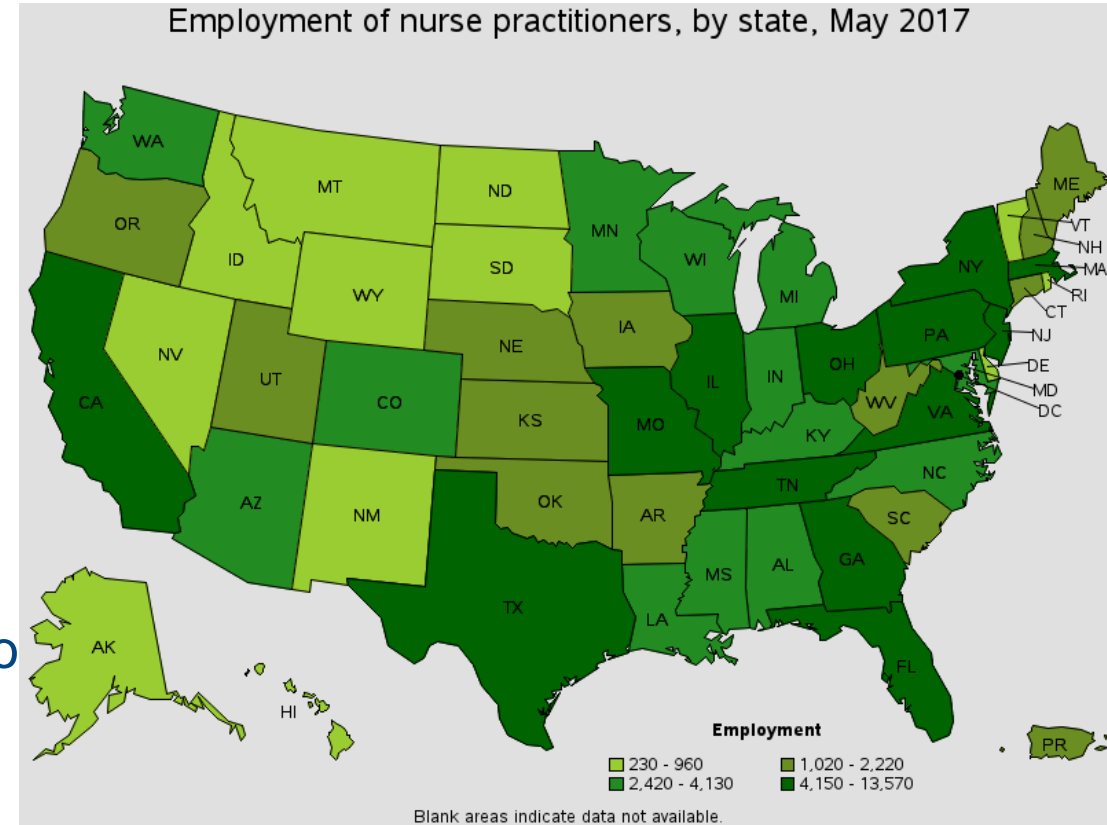 Employment of nurse practitioners, by state, May 2017
WA
MT
ND
MN
ME
OR
ID
SD
WI
MI
NY
VT
NH
MA
RI
CT
WY
IA
NE
PA
NJ
NV
UT
CO
IL
IN
OH
DE
MD
DC
CA
KS
MO
WV
VA
KY
AZ
NM
OK
AR
TN
NC
SC
MS
AL
GA
TX
LA
FL
AK
HI
PR
o
Employment
230 - 960 1,020 - 2,220
2,420 - 4,130 4,150 - 13,570
Blank areas indicate data not available.